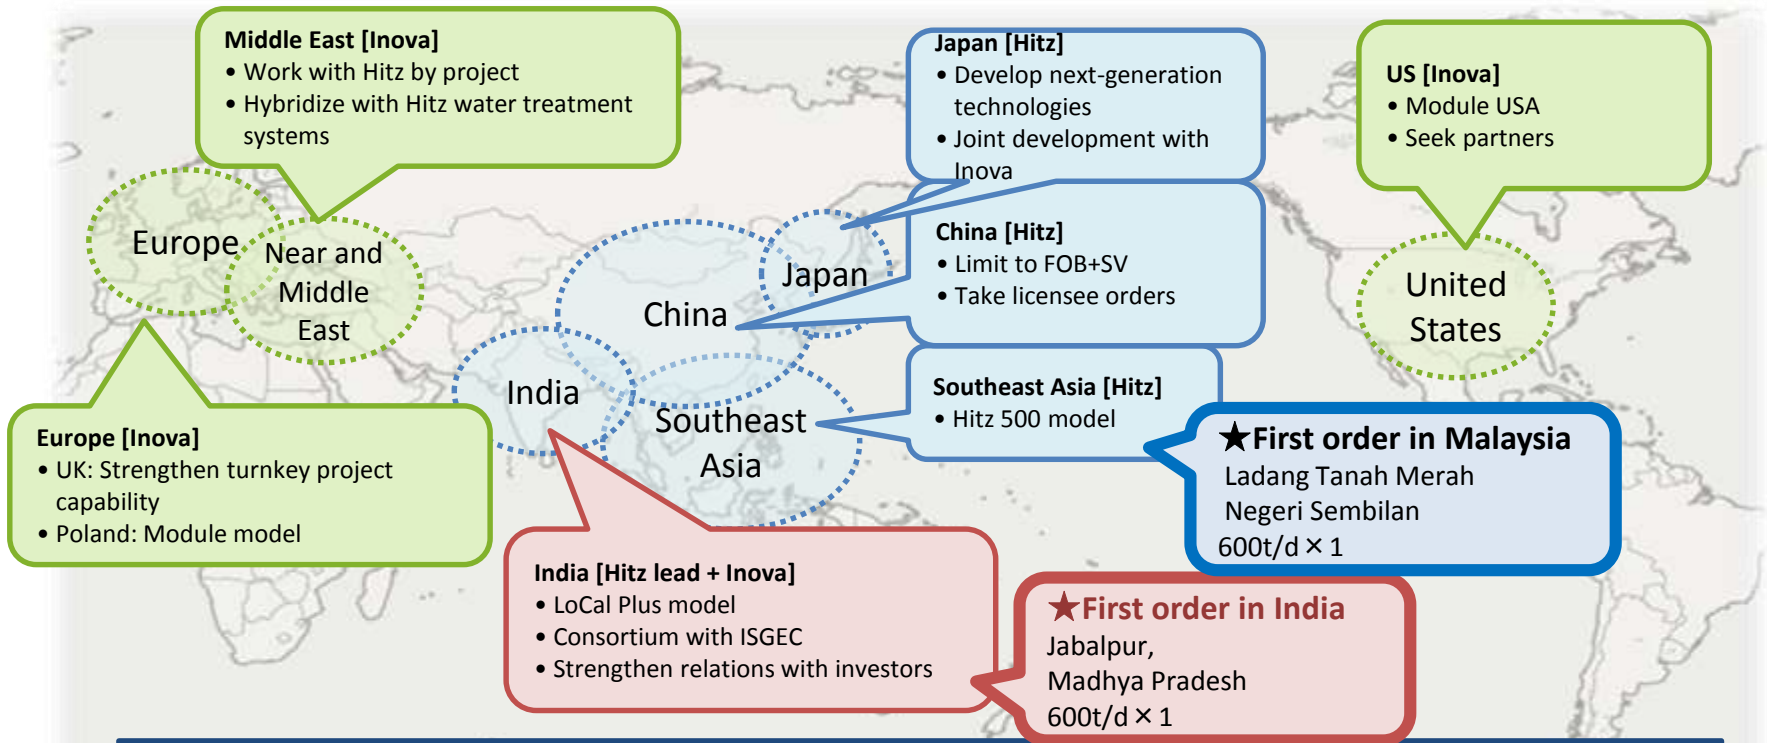 Middle East [Inova]
• Work with Hitz by project
• Hybridize with Hitz water treatment
systems
Japan [Hitz]
• Develop next-generation
technologies
• Joint development with
Inova
US [Inova]
• Module USA
• Seek partners
Europe
Near and
Middle
East
China
Japan
India
Southeast
Asia
United
States
China [Hitz]
• Limit to FOB+SV
• Take licensee orders
Southeast Asia [Hitz]
• Hitz 500 model
★First order in Malaysia
Ladang Tanah Merah
Negeri Sembilan
600t/d × 1
Europe [Inova]
• UK: Strengthen turnkey project
capability
• Poland: Module model
India [Hitz lead + Inova]
• LoCal Plus model
• Consortium with ISGEC
• Strengthen relations with investors
★First order in India
Jabalpur,
Madhya Pradesh
600t/d × 1